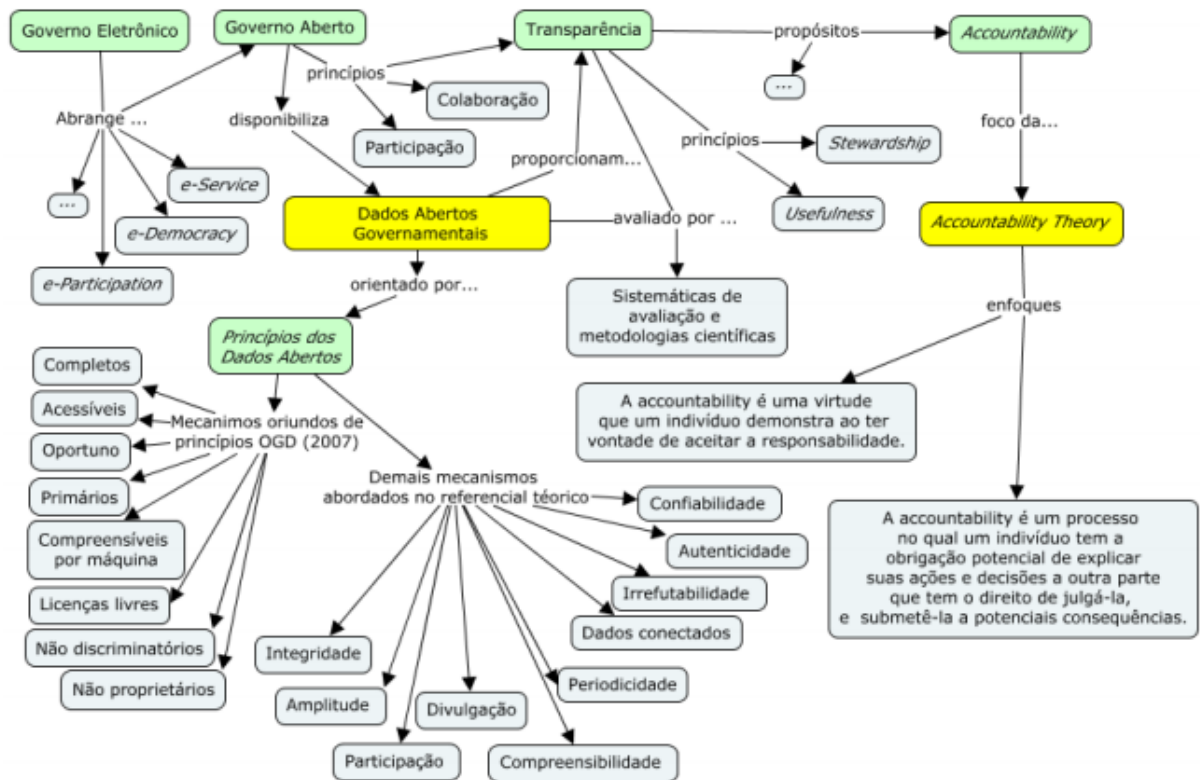 Governo Eletrônico
Governo Aberto
Transparência
propósitos
Accountability
...
princípios
Colaboração
Abrange ...
disponibiliza
Participação
foco da...
princípios
Stewardship
proporcionam...
e-Service
...
Dados Abertos
Governamentais
avaliado por ...
Usefulness
Accountability Theory
e-Democracy
e-Participation
orientado por...
Sistemáticas de
avaliação e
metodologias científicas
enfoques
Princípios dos
Dados Abertos
Completos
Acessíveis
Oportuno
Primários
Compreensíveis
por máquina
Licenças livres
Não discriminatórios
Não proprietários
Mecanimos oriundos de
princípios OGD (2007)
A accountability é uma virtude
que um indivíduo demonstra ao ter
vontade de aceitar a responsabilidade.
Demais mecanismos
abordados no referencial teórico
Confiabilidade
Autenticidade
Irrefutabilidade
Dados conectados
Periodicidade
Integridade
Amplitude
Divulgação
Participação
Compreensibilidade
A accountability é um processo
no qual um indivíduo tem a
obrigação potencial de explicar
suas ações e decisões a outra parte
que tem o direito de julgá-la,
e submetê-la a potenciais consequências.